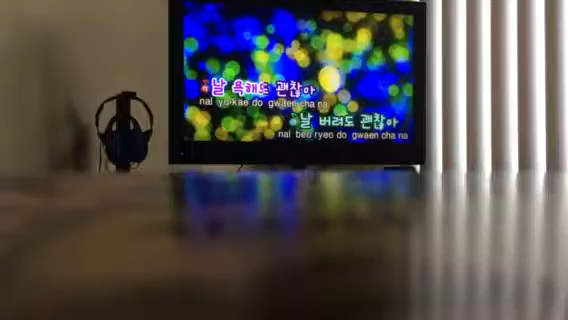 날 욕해도 괜찮아
nal yo kae do gwaen cha na
날 버려도 괜찮아
nal beo ryeo do gwaen cha na